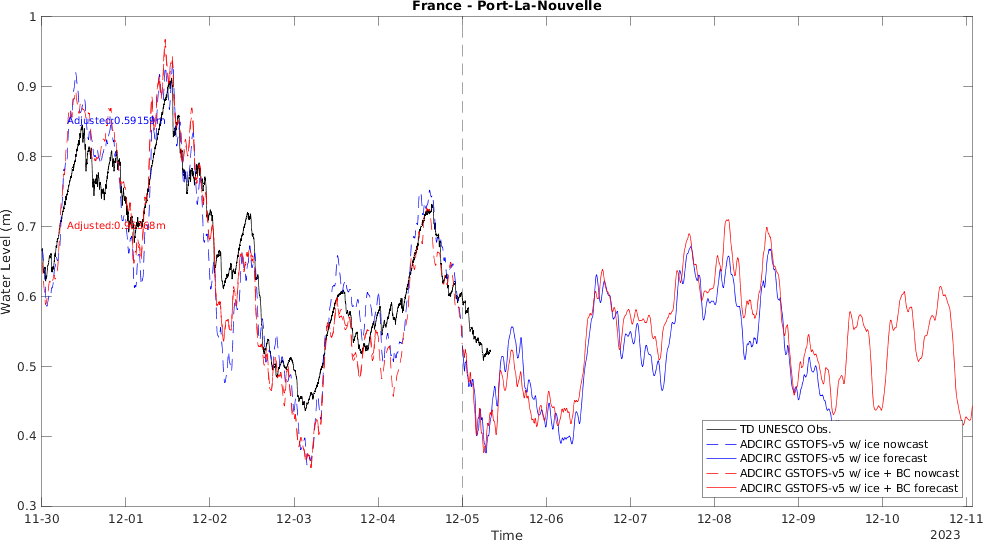 France - Port-La-Nouvelle
1
0.9
0.8
0.7
0.6
0.5
0.4
0.3
Water Level (m)
Adjusted:0.59159m
TD UNESCO Obs.
ADCIRC GSTOFS-v5 w/ ice nowcast
ADCIRC GSTOFS-v5 w/ ice forecast
ADCIRC GSTOFS-v5 w/ ice + BC nowcast
ADCIRC GSTOFS-v5 w/ ice + BC forecast
11-30 12-01 12-02 12-03 12-04 12-05 12-06 12-07 12-08 12-09 12-10 12-11
Time
2023